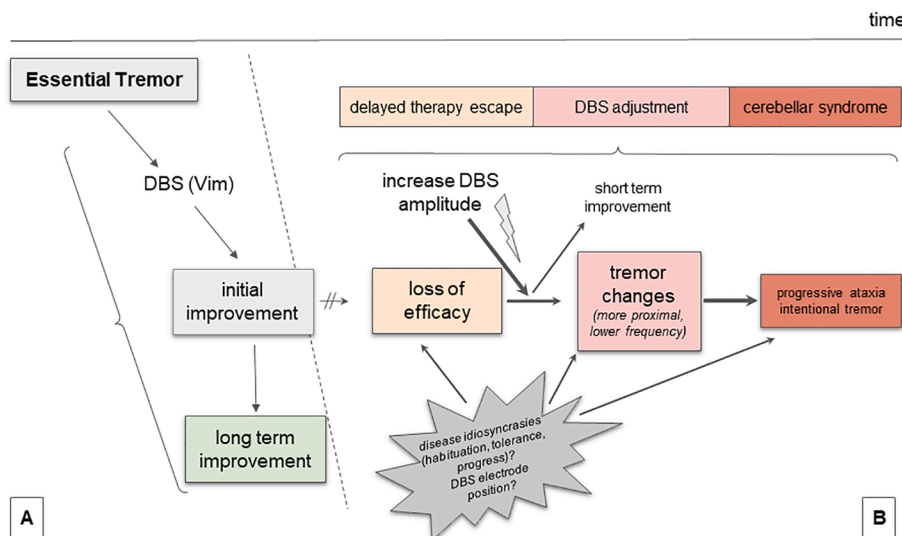 time
Essential Tremor
DBS (Vim)
initial
improvement
long term
improvement
A
delayed therapy escape
DBS adjustment
cerebellar syndrome
increase DBS
amplitude
short term
improvement
loss of
efficacy
tremor
changes
(more proximal,
lower frequency)
progressive ataxia
intentional tremor
disease idiosyncrasies
(habituation, tolerance,
progress)?
DBS electrode
position?
B